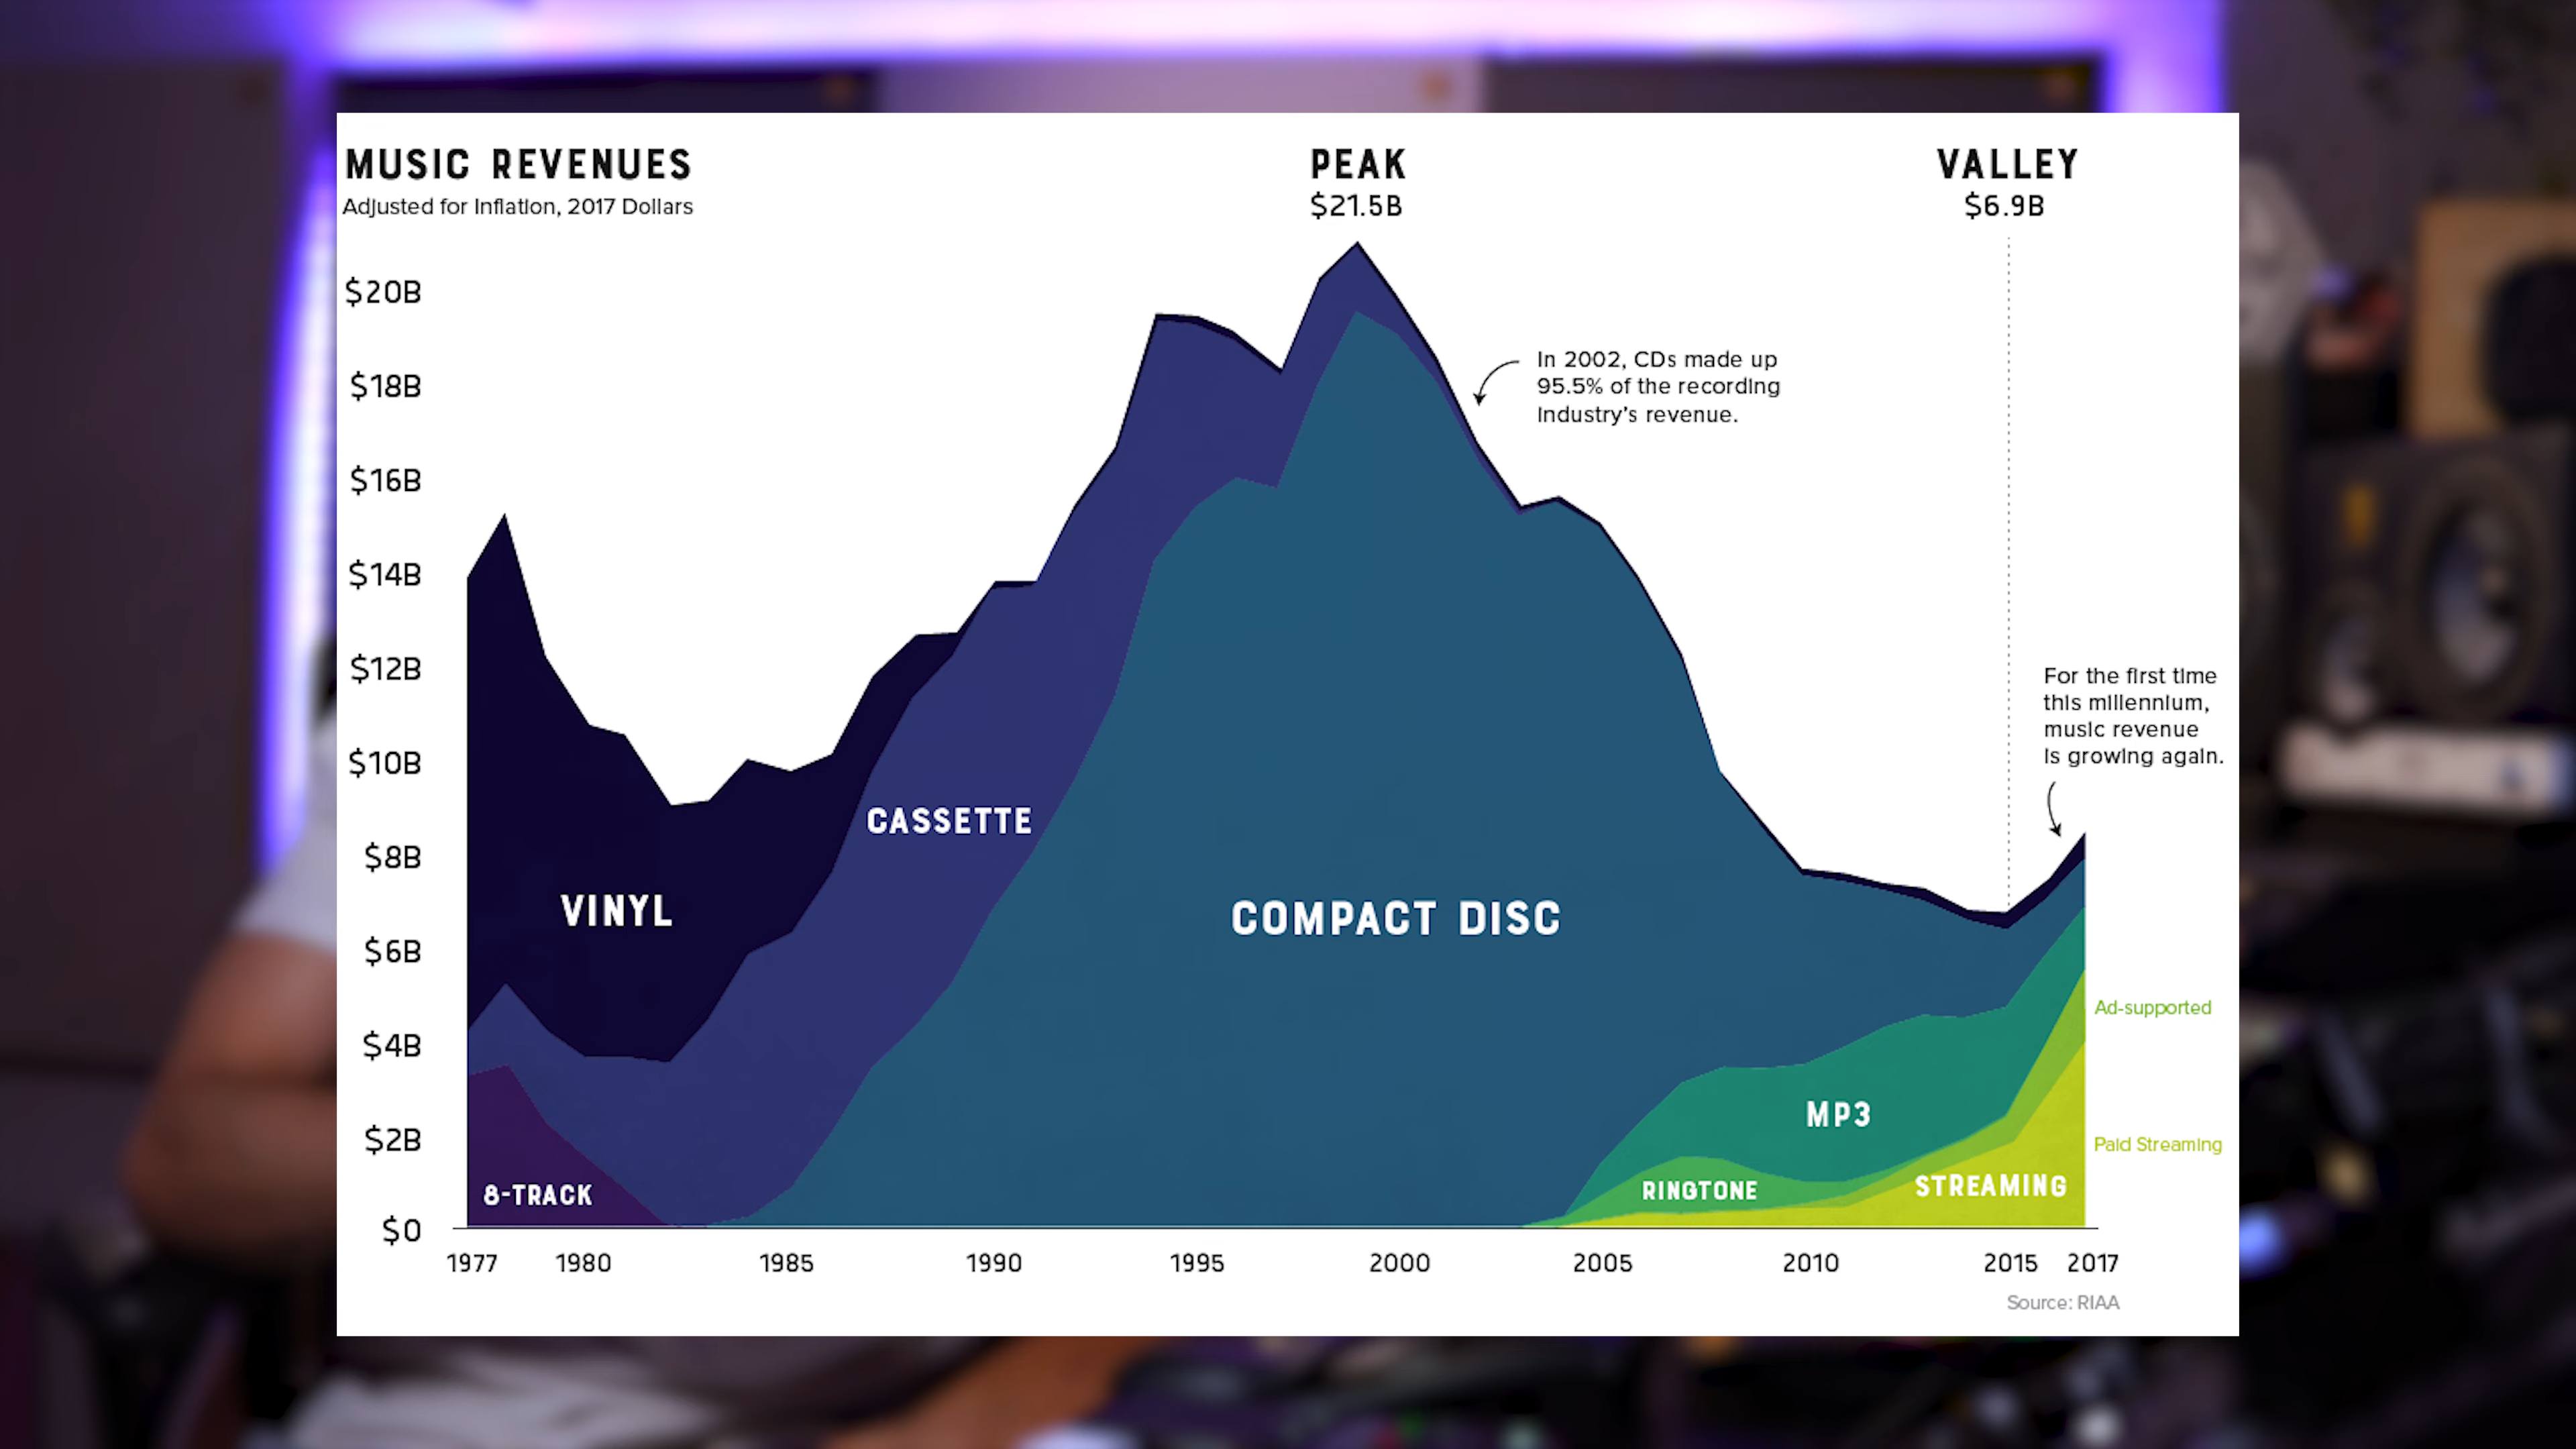 MUSIC REVENUES
Adjusted for Inflation, 2017 Dollars
PEAK
$21.5B
VALLEY
$6.9B
$20B
$18B
$16B
$14B
$12B
$10B
$8B
$6B
$4B
$2B
$0
In 2002, CDs made up
95.5% of the recording
industry's revenue.
For the first time
this millennium,
music revenue
is growing again.
CASSETTE
VINYL
COMPACT DISC
8-TRACK
MP3
RINGTONE
STREAMING
Ad-supported
Paid Streaming
1977 1980 1985 1990 1995 2000 2005 2010 2015 2017
Source: RIAA